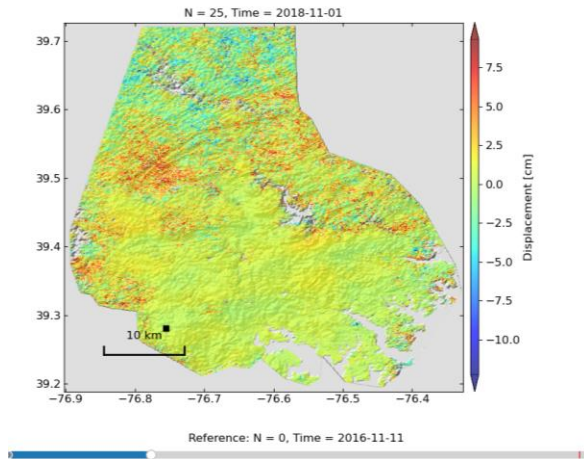 N = 25, Time = 2018-11-01
39.7
39.6
39.5
39.4
39.3
39.2
10 km
−76.9 −76.8 −76.7 −76.6 −76.5 −76.4
7.5
5.0
2.5
0.0
−2.5
−5.0
−7.5
−10.0
Displacement [cm]
Reference: N = 0, Time = 2016-11-11